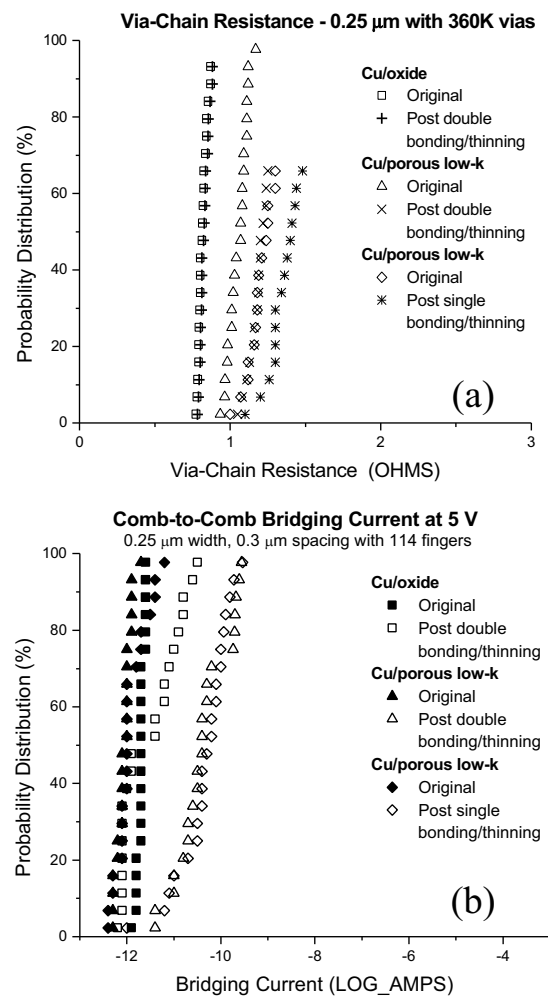 Via-Chain Resistance - 0.25 μm with 360K vias
100
80
60
40
20
0
Probability Distribution (%)
Cu/oxide
Original
Post double
bonding/thinning
Cu/porous low-k
Original
Post double
bonding/thinning
Cu/porous low-k
Original
Post single
bonding/thinning
(a)
0
1
2
3
Via-Chain Resistance (OHMS)
Comb-to-Comb Bridging Current at 5 V
0.25 μm width, 0.3 μm spacing with 114 fingers
100
80
60
40
20
0
Probability Distribution (%)
Cu/oxide
Original
Post double
bonding/thinning
Cu/porous low-k
Original
Post double
bonding/thinning
Cu/porous low-k
Original
Post single
bonding/thinning
(b)
-12
-10
-8
-6
-4
Bridging Current (LOG_AMPS)